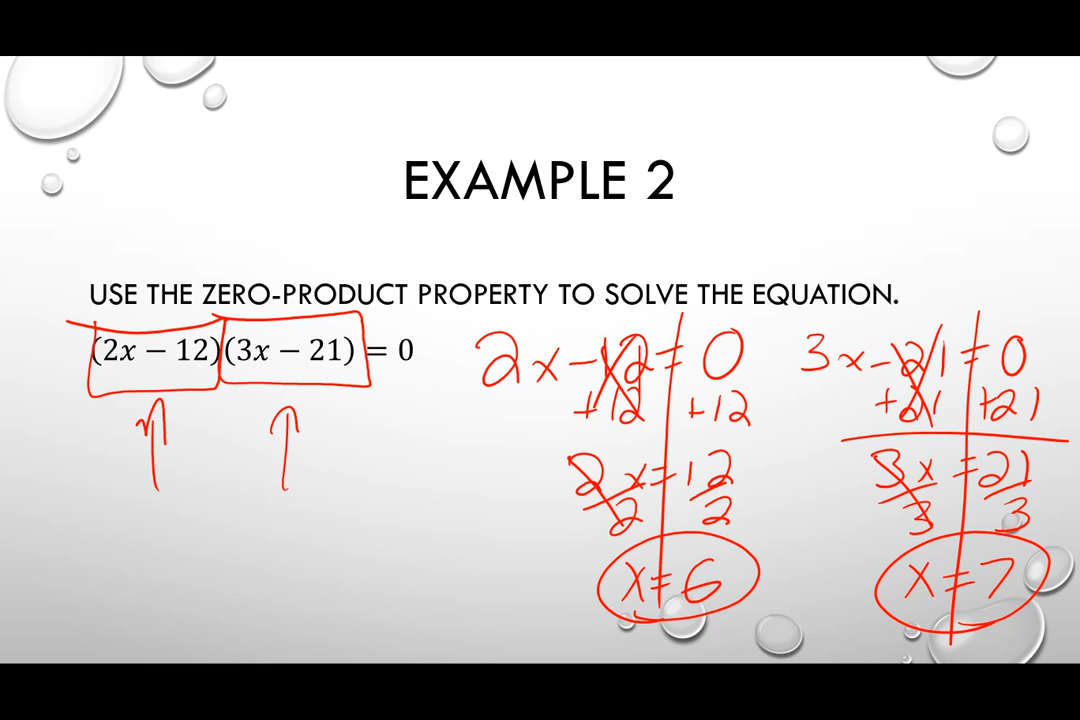 EXAMPLE 2
USE THE ZERO-PRODUCT PROPERTY TO SOLVE THE EQUATION.
(2x − 12)(3x − 21) = 0
2x-12=0
+12 +12
2x=12
2 2
x=6
3x-21=0
+21 +21
3x=21
3 3
x=7